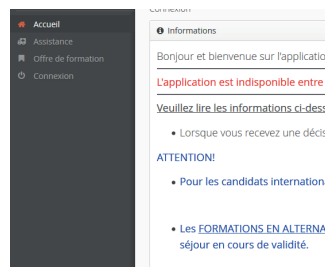 Connexion
Accueil
Assistance
Offre de formation
Connexion
Informations
Bonjour et bienvenue sur l'applicatio
L'application est indisponible entre
Veuillez lire les informations ci-dess
• Lorsque vous recevez une décis
ATTENTION!
• Pour les candidats internationa
• Les FORMATIONS EN ALTERNA
séjour en cours de validité.